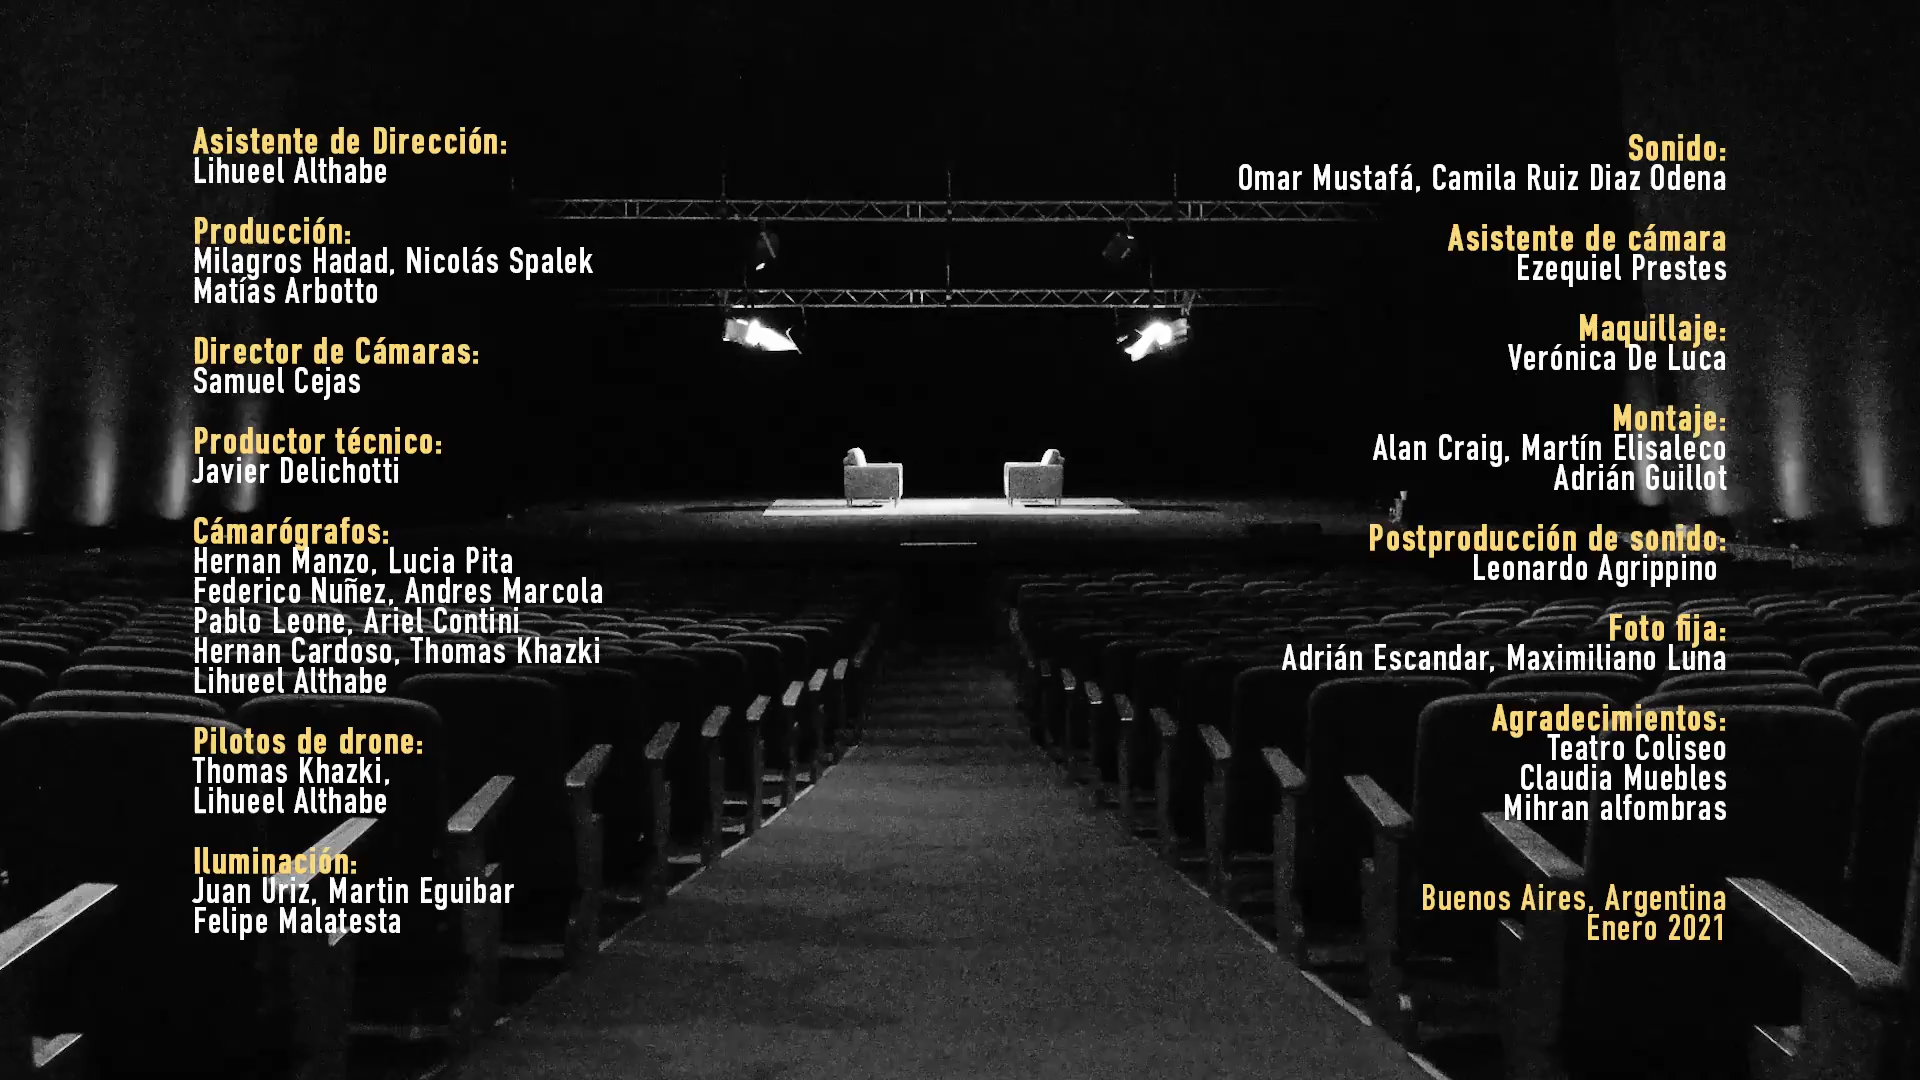 Asistente de Dirección:
Lihueel Althabe
Producción:
Milagros Hadad, Nicolás Spalek
Matías Arbotto
Director de Cámaras:
Samuel Cejas
Productor técnico:
Javier Delichotti
Cámarógrafos:
Hernan Manzo, Lucia Pita
Federico Nuñez, Andres Marcola
Pablo Leone, Ariel Contini
Hernan Cardoso, Thomas Khazki
Lihueel Althabe
Pilotos de drone:
Thomas Khazki,
Lihueel Althabe
Iluminación:
Juan Uriz, Martin Eguibar
Felipe Malatesta
Sonido:
Omar Mustafá, Camila Ruiz Diaz Odena
Asistente de cámara
Ezequiel Prestes
Maquillaje:
Verónica De Luca
Montaje:
Alan Craig, Martín Elisaleco
Adrián Guillot
Postproducción de sonido:
Leonardo Agrippino
Foto fija:
Adrián Escandar, Maximiliano Luna
Agradecimientos:
Teatro Coliseo
Claudia Muebles
Mihran alfombras
Buenos Aires, Argentina
Enero 2021